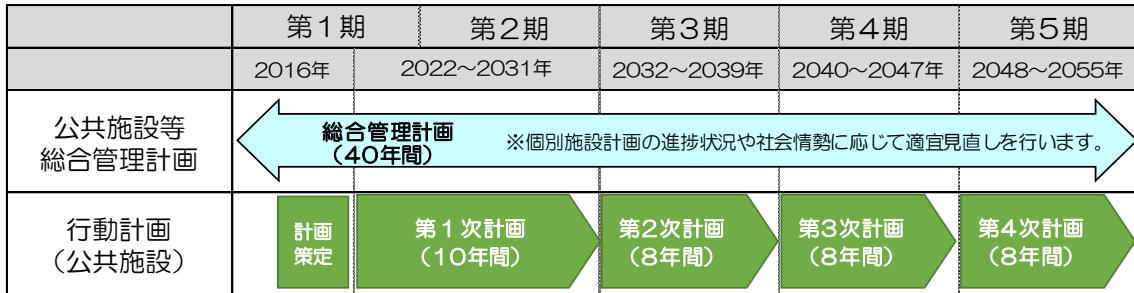 第1期 第2期 第3期 第4期 第5期
2016年 2022～2031年 2032～2039年 2040～2047年 2048～2055年
公共施設等
総合管理計画
総合管理計画
（40年間）
※個別施設計画の進捗状況や社会情勢に応じて適宜見直しを行います。
行動計画
（公共施設）
計画
策定
第1次計画
（10年間）
第2次計画
（8年間）
第3次計画
（8年間）
第4次計画
（8年間）